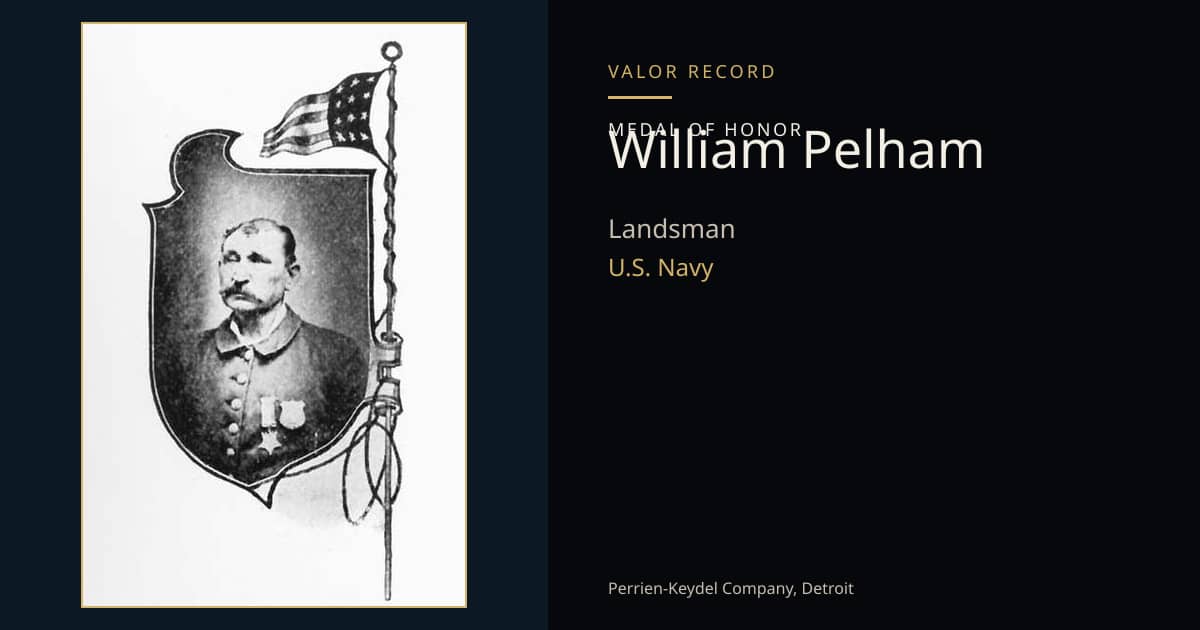 VALOR RECORD
MEDAL OF HONOR
William Pelham
Landsman
U.S. Navy
Perrien-Keydel Company, Detroit